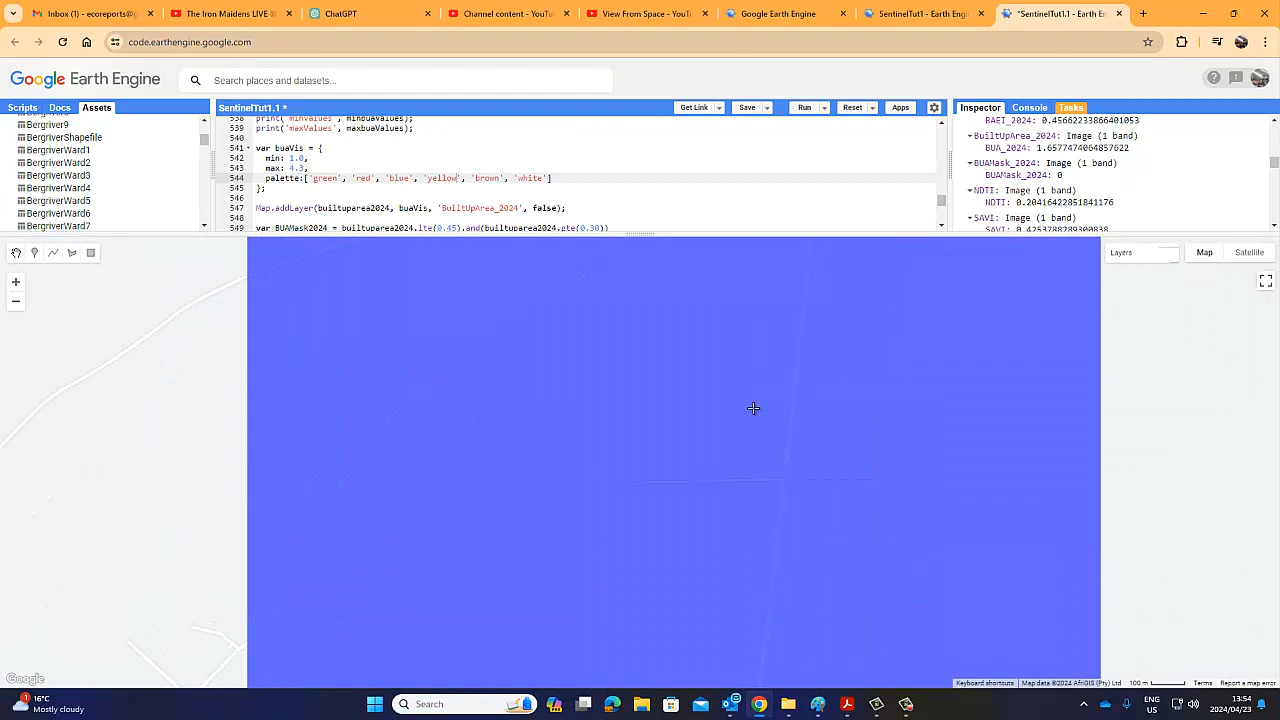 Inbox (1) - ecoreports@g
The Iron Maidens LIVE @
ChatGPT
Channel content - YouTu
View From Space - YouTu
Google Earth Engine
SentinelTut1 - Earth Engi
*SentinelTut1.1 - Earth En
code.earthengine.google.com
Google Earth Engine
Search places and datasets...
Scripts Docs Assets
SentinelTut1.1 *
Get Link Save Run Reset Apps
Inspector Console Tasks
Bergriver9
BergriverShapefile
BergriverWard1
BergriverWard2
BergriverWard3
BergriverWard4
BergriverWard5
BergriverWard6
BergriverWard7
538 print('minValues', minbuaValues);
539 print('maxValues', maxbuaValues);
540
541 var buaVis = {
542 min: 1.0,
543 max: 4.3,
544 palette:['green', 'red', 'blue', 'yellow', 'brown', 'white']
545 };
546
547 Map.addLayer(builtuparea2024, buaVis, 'BuiltUpArea_2024', false);
548
549 var BUAMask2024 = builtuparea2024.lte(0.45).and(builtuparea2024.gte(0.30))
BAEI_2024: 0.45662233866401053
BuiltUpArea_2024: Image (1 band)
BUA_2024: 1.6577474064857622
BUAMask_2024: Image (1 band)
BUAMask_2024: 0
NDTI: Image (1 band)
NDTI: 0.20416422851841176
SAVI: Image (1 band)
SAVI: 0.4253788289300838
Layers
Map Satellite
Google
Keyboard shortcuts Map data ©2024 AfriGIS (Pty) Ltd 100 m Terms Report a map error
1
16°C
Mostly cloudy
Search
ENG
US
13:54
2024/04/23